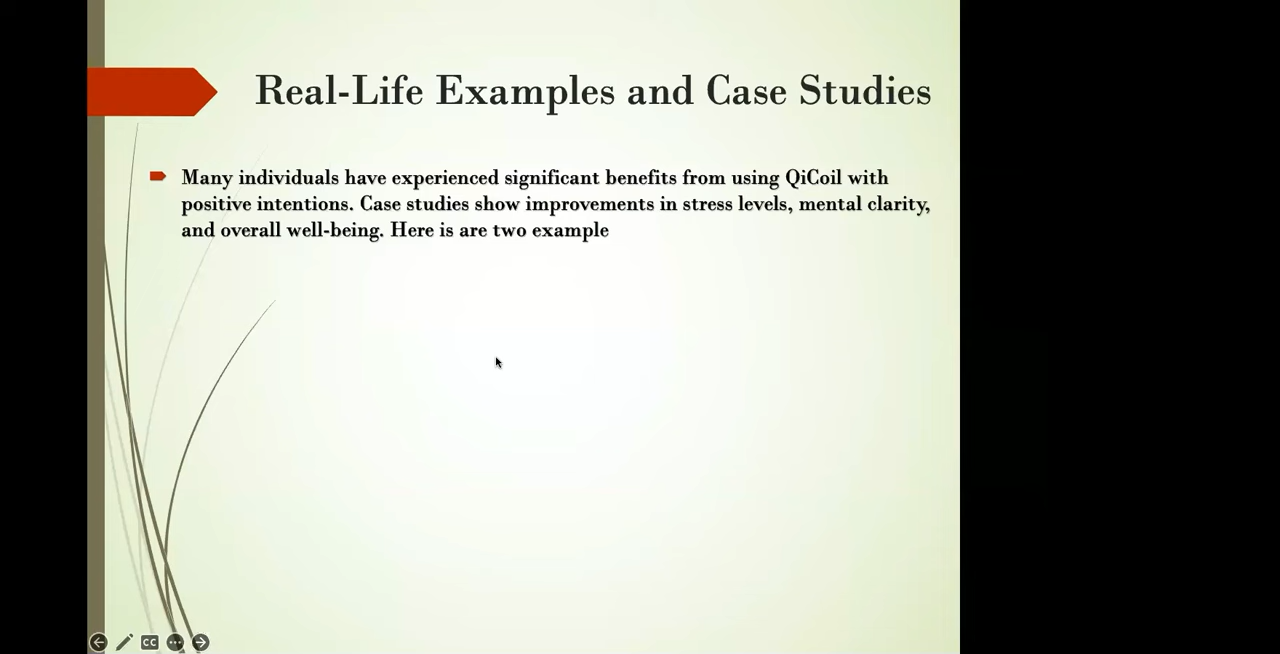 Real-Life Examples and Case Studies
Many individuals have experienced significant benefits from using QiCoil with
positive intentions. Case studies show improvements in stress levels, mental clarity,
and overall well-being. Here is are two example
CC